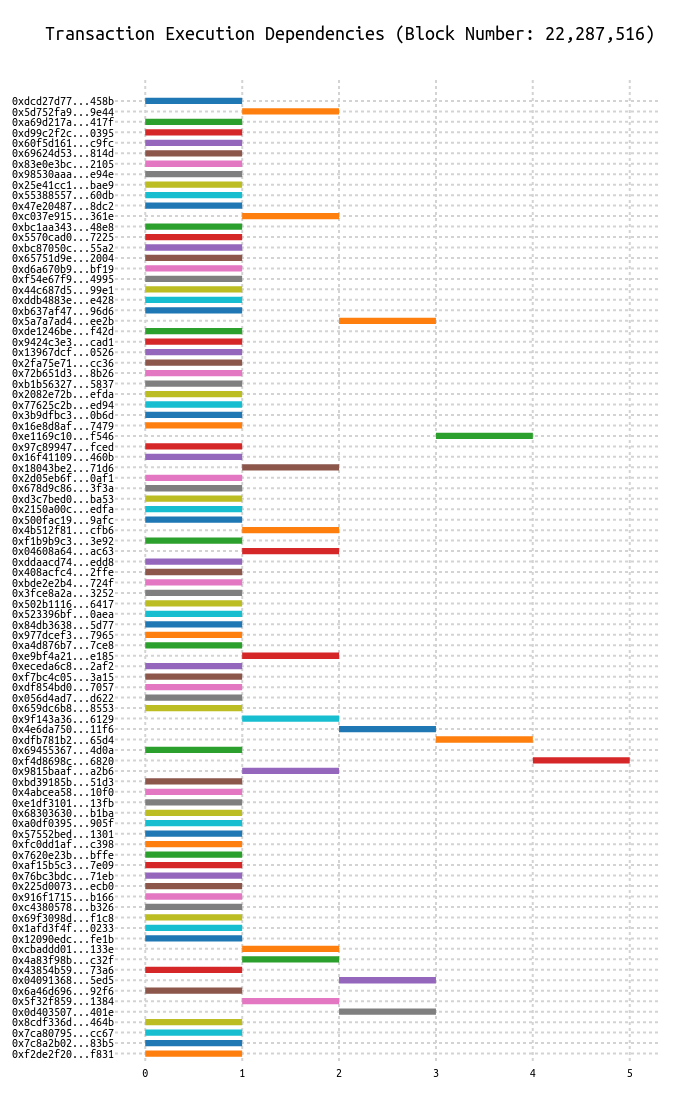 Transaction Execution Dependencies (Block Number: 22,287,516)
0xdcd27d77...458b
0x5d752fa9...9e44
0xa69d217a...417f
0xd99c2f2c...0395
0x60f5d161...c9fc
0x69624d53...814d
0x83e0e3bc...2105
0x98530aaa...e94e
0x25e41cc1...bae9
0x55388557...60db
0x47e20487...8dc2
0xc037e915...361e
0xbc1aa343...48e8
0x5570cad0...7225
0xbc87050c...55a2
0x65751d9e...2004
0xd6a670b9...bf19
0xf54e67f9...4995
0x44c687d5...99e1
0xddb4883e...e428
0xb637af47...96d6
0x5a7a7ad4...ee2b
0xde1246be...f42d
0x9424c3e3...cad1
0x13967dcf...0526
0x2fa75e71...cc36
0x72b651d3...8b26
0xb1b56327...5837
0x2082e72b...efda
0x77625c2b...ed94
0x3b9dfbc3...0b6d
0x16e8d8af...7479
0xe1169c10...f546
0x97c89947...fced
0x16f41109...460b
0x18043be2...71d6
0x2d05eb6f...0af1
0x678d9c86...3f3a
0xd3c7bed0...ba53
0x2150a00c...edfa
0x500fac19...9afc
0x4b512f81...cfb6
0xf1b9b9c3...3e92
0x04608a64...ac63
0xddaacd74...edd8
0x408acfc4...2ffe
0xbde2e2b4...724f
0x3fce8a2a...3252
0x502b1116...6417
0x523396bf...0aea
0x84db3638...5d77
0x977dcef3...7965
0xa4d876b7...7ce8
0xe9bf4a21...e185
0xeceda6c8...2af2
0xf7bc4c05...3a15
0xdf854bd0...7057
0x056d4ad7...d622
0x659dc6b8...8553
0x9f143a36...6129
0x4e6da750...11f6
0xdfb781b2...65d4
0x69455367...4d0a
0xf4d8698c...6820
0x9815baaf...a2b6
0xbd39185b...51d3
0x4abcea58...10f0
0xe1df3101...13fb
0x68303630...b1ba
0xa0df0395...905f
0x57552bed...1301
0xfc0dd1af...c398
0x7620e23b...bffe
0xaf15b5c3...7e09
0x76bc3bdc...71eb
0x225d0073...ecb0
0x916f1715...b166
0xc4380578...b326
0x69f3098d...f1c8
0x1afd3f4f...0233
0x12090edc...fe1b
0xcbaddd01...133e
0x4a83f98b...c32f
0x43854b59...73a6
0x04091368...5ed5
0x6a46d696...92f6
0x5f32f859...1384
0x0d403507...401e
0x8cdf336d...464b
0x7ca80795...cc67
0x7c8a2b02...83b5
0xf2de2f20...f831
0 1 2 3 4 5